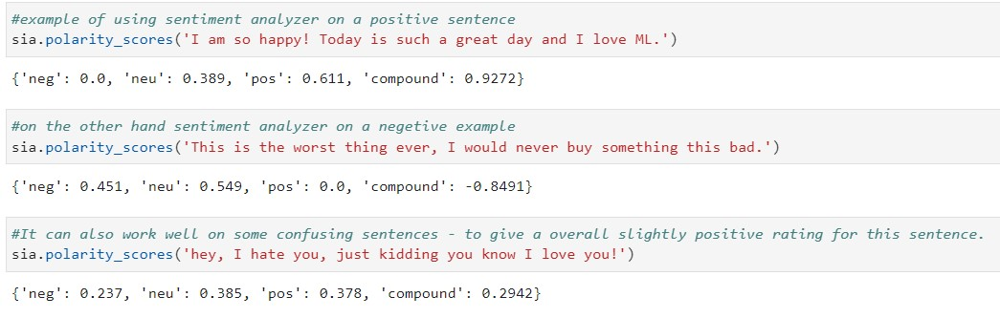 #example of using sentiment analyzer on a positive sentence
sia.polarity_scores('I am so happy! Today is such a great day and I love ML.')
{'neg': 0.0, 'neu': 0.389, 'pos': 0.611, 'compound': 0.9272}
#on the other hand sentiment analyzer on a negetive example
sia.polarity_scores('This is the worst thing ever, I would never buy something this bad.')
{'neg': 0.451, 'neu': 0.549, 'pos': 0.0, 'compound': -0.8491}
#It can also work well on some confusing sentences - to give a overall slightly positive rating for this sentence.
sia.polarity_scores('hey, I hate you, just kidding you know I love you!')
{'neg': 0.237, 'neu': 0.385, 'pos': 0.378, 'compound': 0.2942}